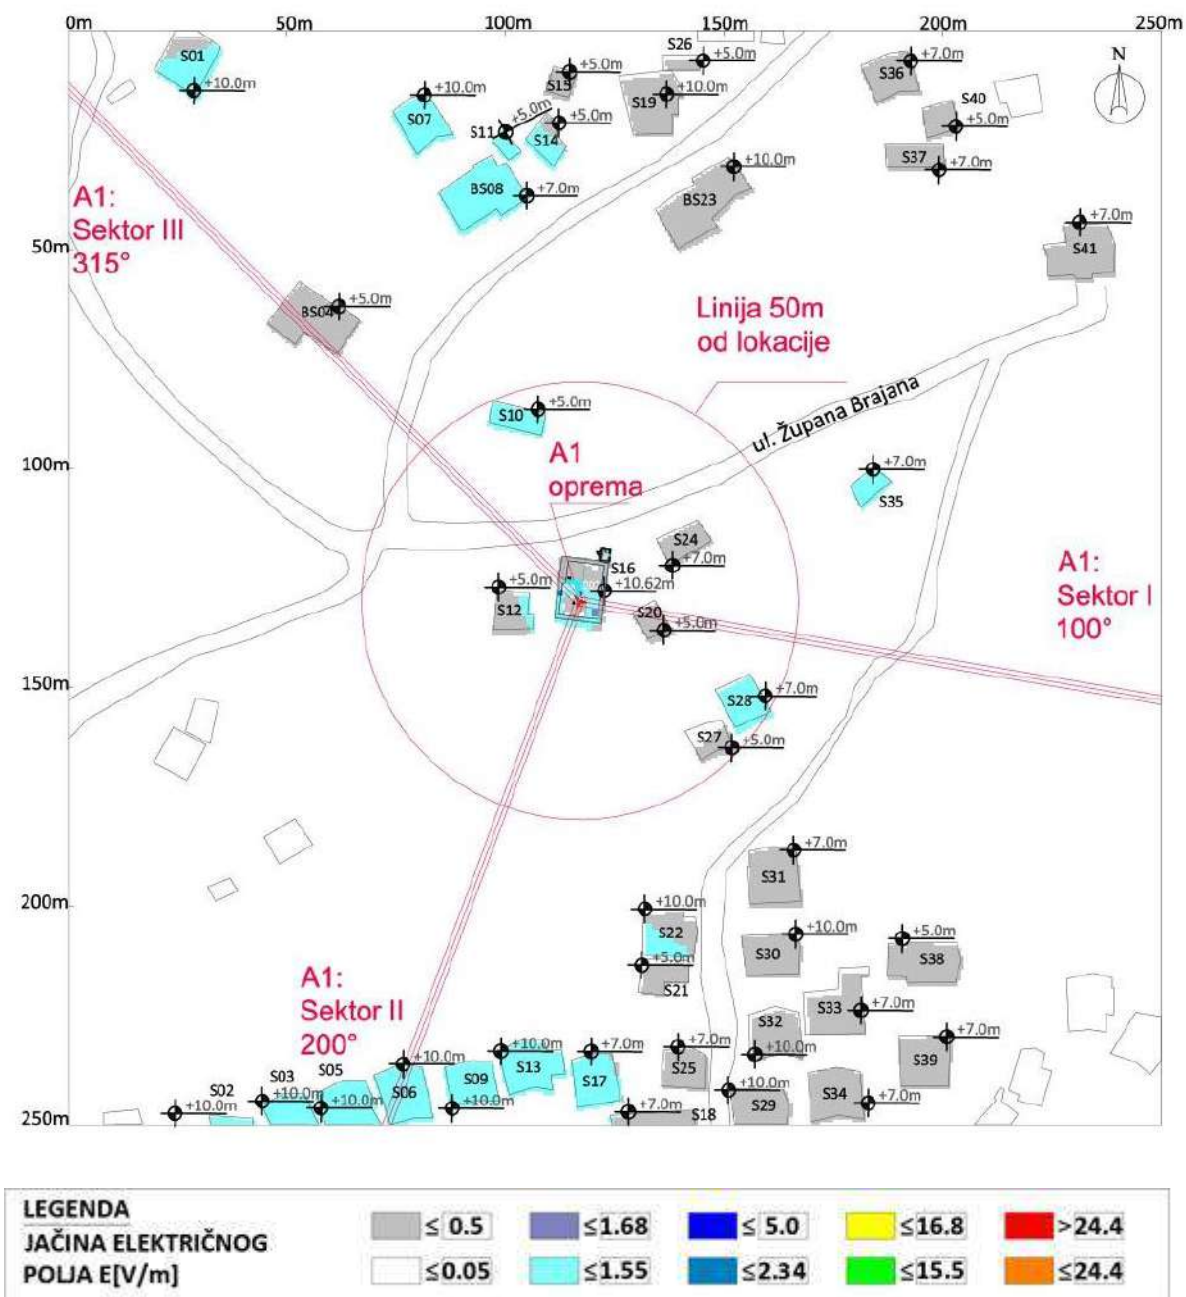 0m 50m 100m 150m 200m 250m
S01
+10.0m
+10.0m
S07
S11
+5.0m
S15
+5.0m
S14
+5.0m
S26
+5.0m
S19
+10.0m
S36
+7.0m
S40
+5.0m
S37
+7.0m
N
BS08
+7.0m
BS23
+10.0m
S41
+7.0m
A1:
Sektor III
315°
50m
BS04
+5.0m
Linija 50m
od lokacije
ul. Župana Brajana
S10
+5.0m
A1
oprema
100m
+7.0m
S35
S24
+7.0m
S16
+10.62m
+5.0m
S12
S20
+5.0m
A1:
Sektor I
100°
150m
S28
+7.0m
S27
+5.0m
+7.0m
S31
200m
+10.0m
S22
+5.0m
S21
+10.0m
S30
+5.0m
S38
S33
+7.0m
S32
+10.0m
S39
+7.0m
A1:
Sektor II
200°
S02
+10.0m
S03
+10.0m
S05
+10.0m
S06
+10.0m
S09
+10.0m
S13
+10.0m
S17
+7.0m
S25
+7.0m
S18
+7.0m
S29
+10.0m
S34
+7.0m
250m
LEGENDA
JAČINA ELEKTRIČNOG
POLJA E[V/m]
≤ 0.5 ≤1.68 ≤ 5.0 ≤16.8 >24.4
≤0.05 ≤1.55 ≤2.34 ≤15.5 ≤24.4